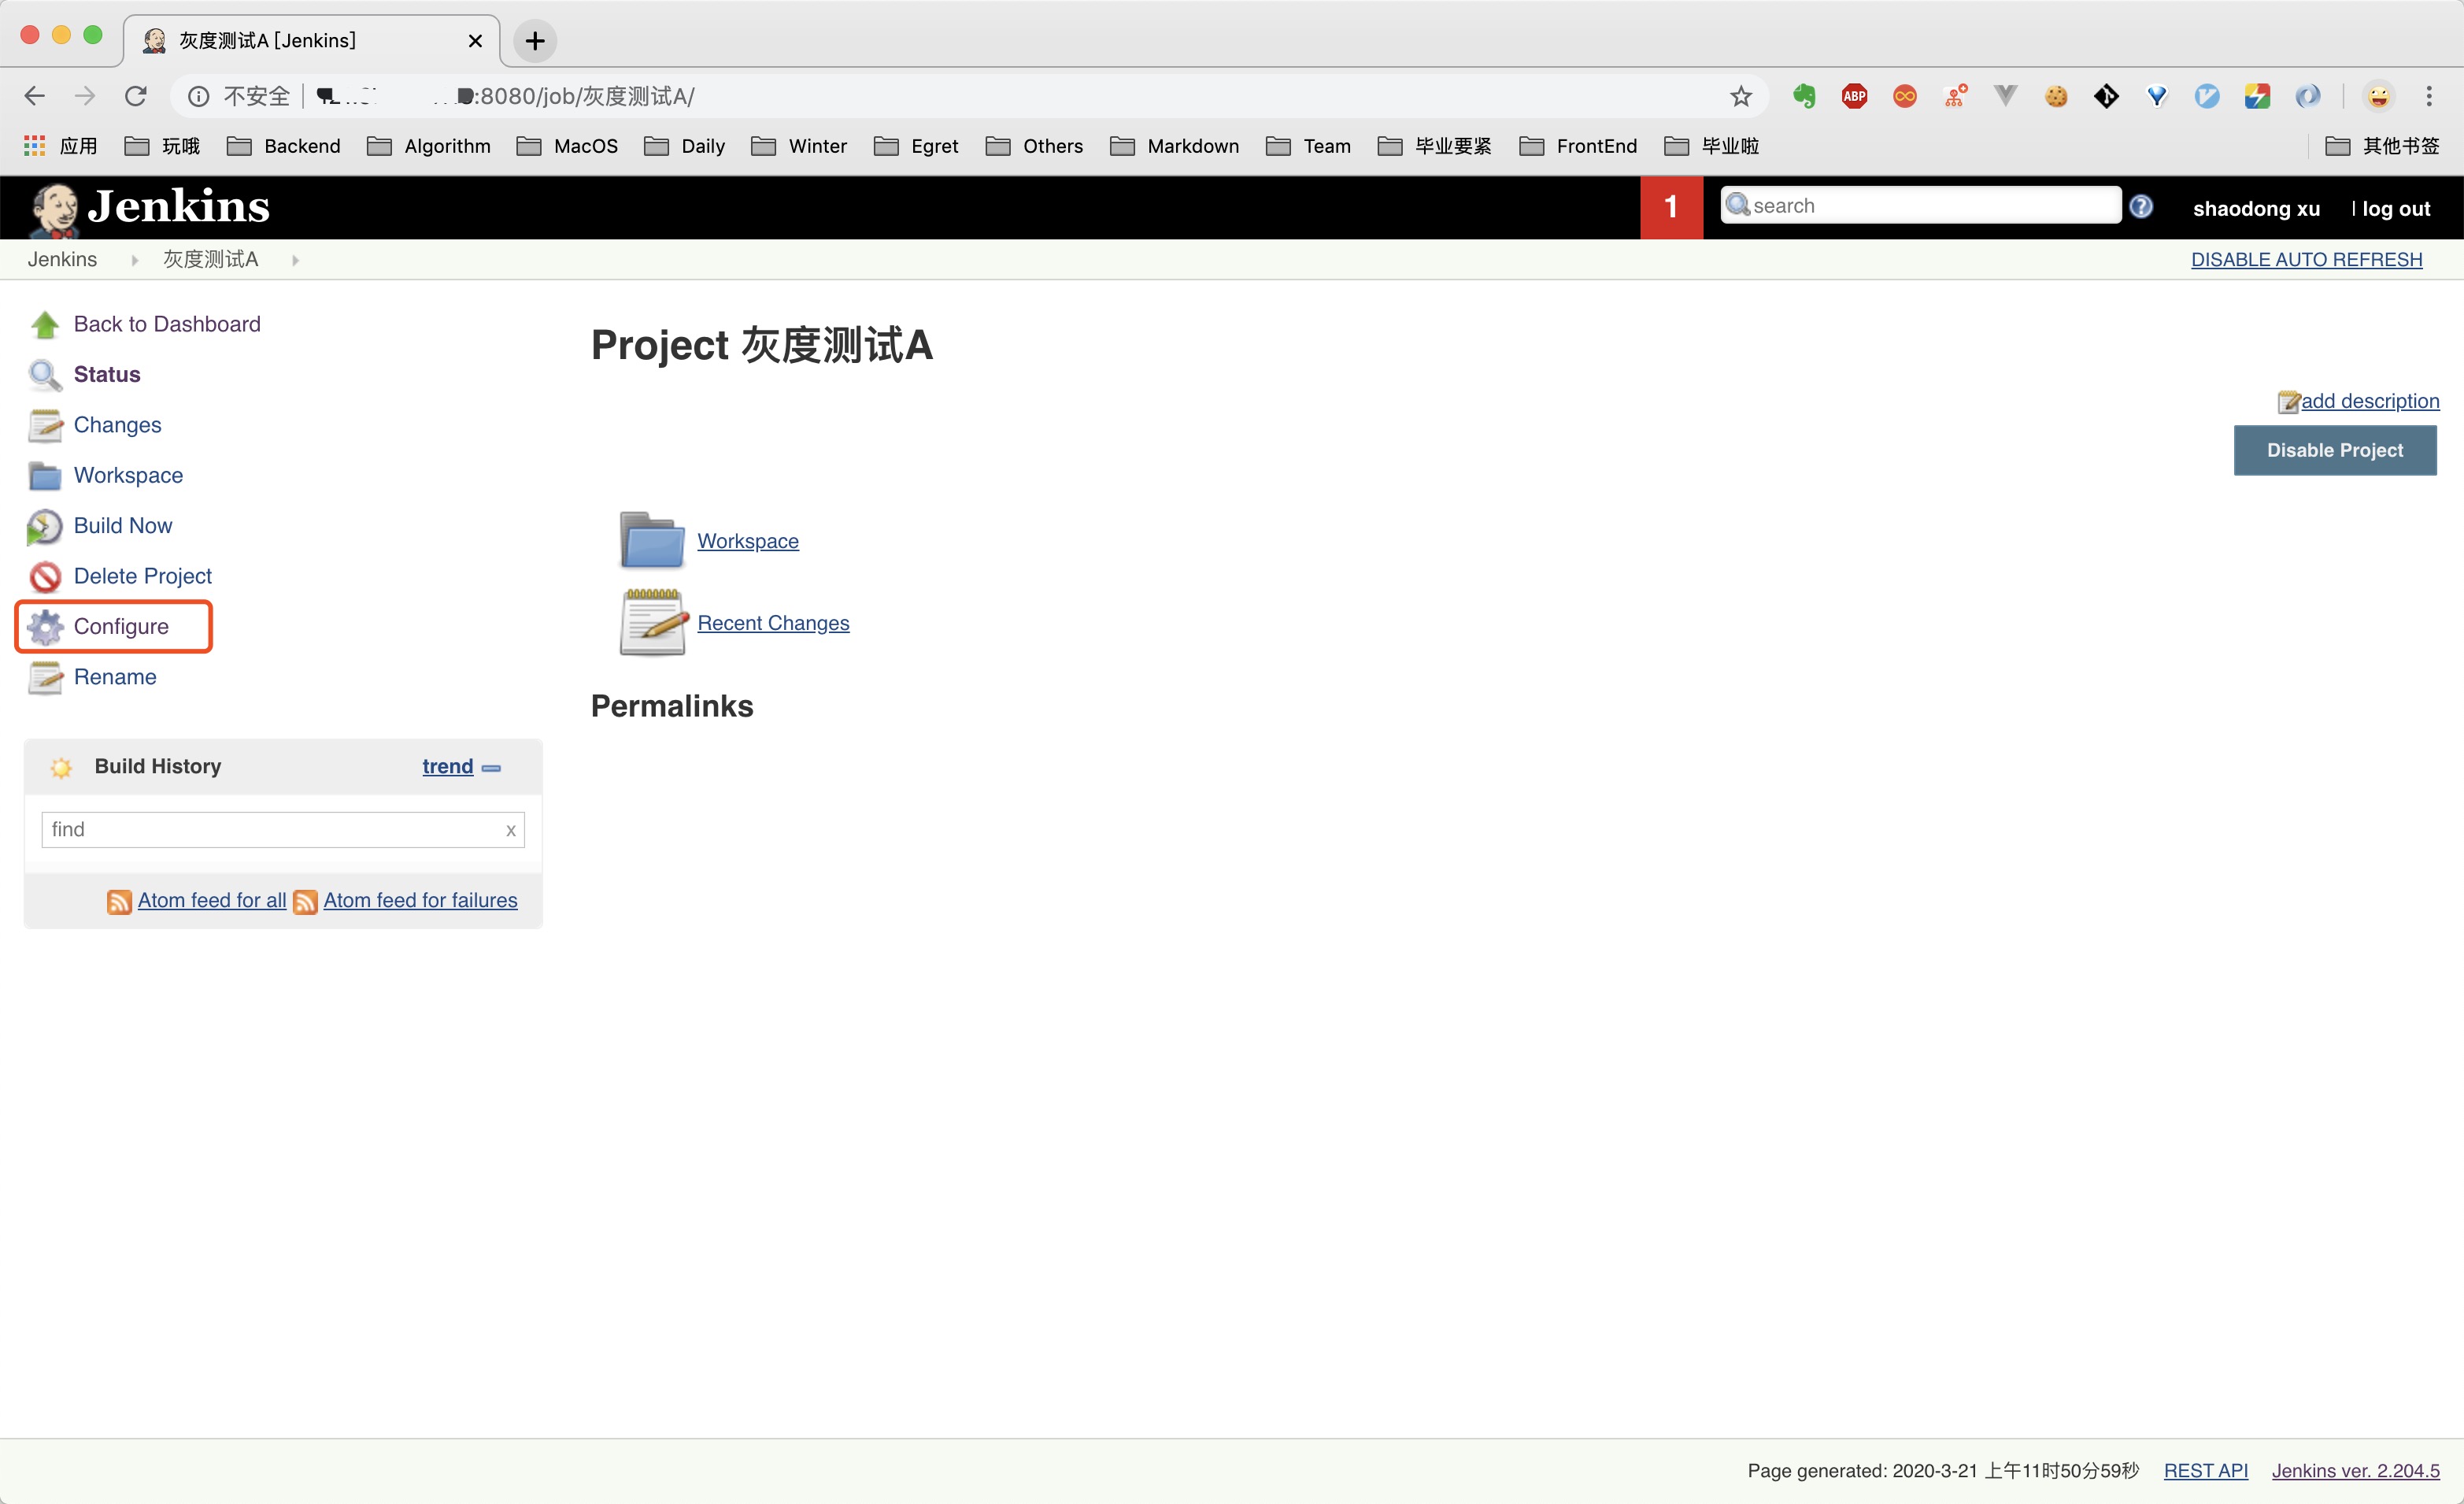 灰度测试A [Jenkins]
不安全 :8080/job/灰度测试A/
ABP
应用 玩哦 Backend Algorithm MacOS Daily Winter Egret Others Markdown Team 毕业要紧 FrontEnd 毕业啦 其他书签
Jenkins 1 search ? shaodong xu | log out
Jenkins 灰度测试A DISABLE AUTO REFRESH
Back to Dashboard
Status
Changes
Workspace
Build Now
Delete Project
Configure
Rename
Build History trend
find x
Atom feed for all Atom feed for failures
Project 灰度测试A
add description
Disable Project
Workspace
Recent Changes
Permalinks
Page generated: 2020-3-21 上午11时50分59秒 REST API Jenkins ver. 2.204.5